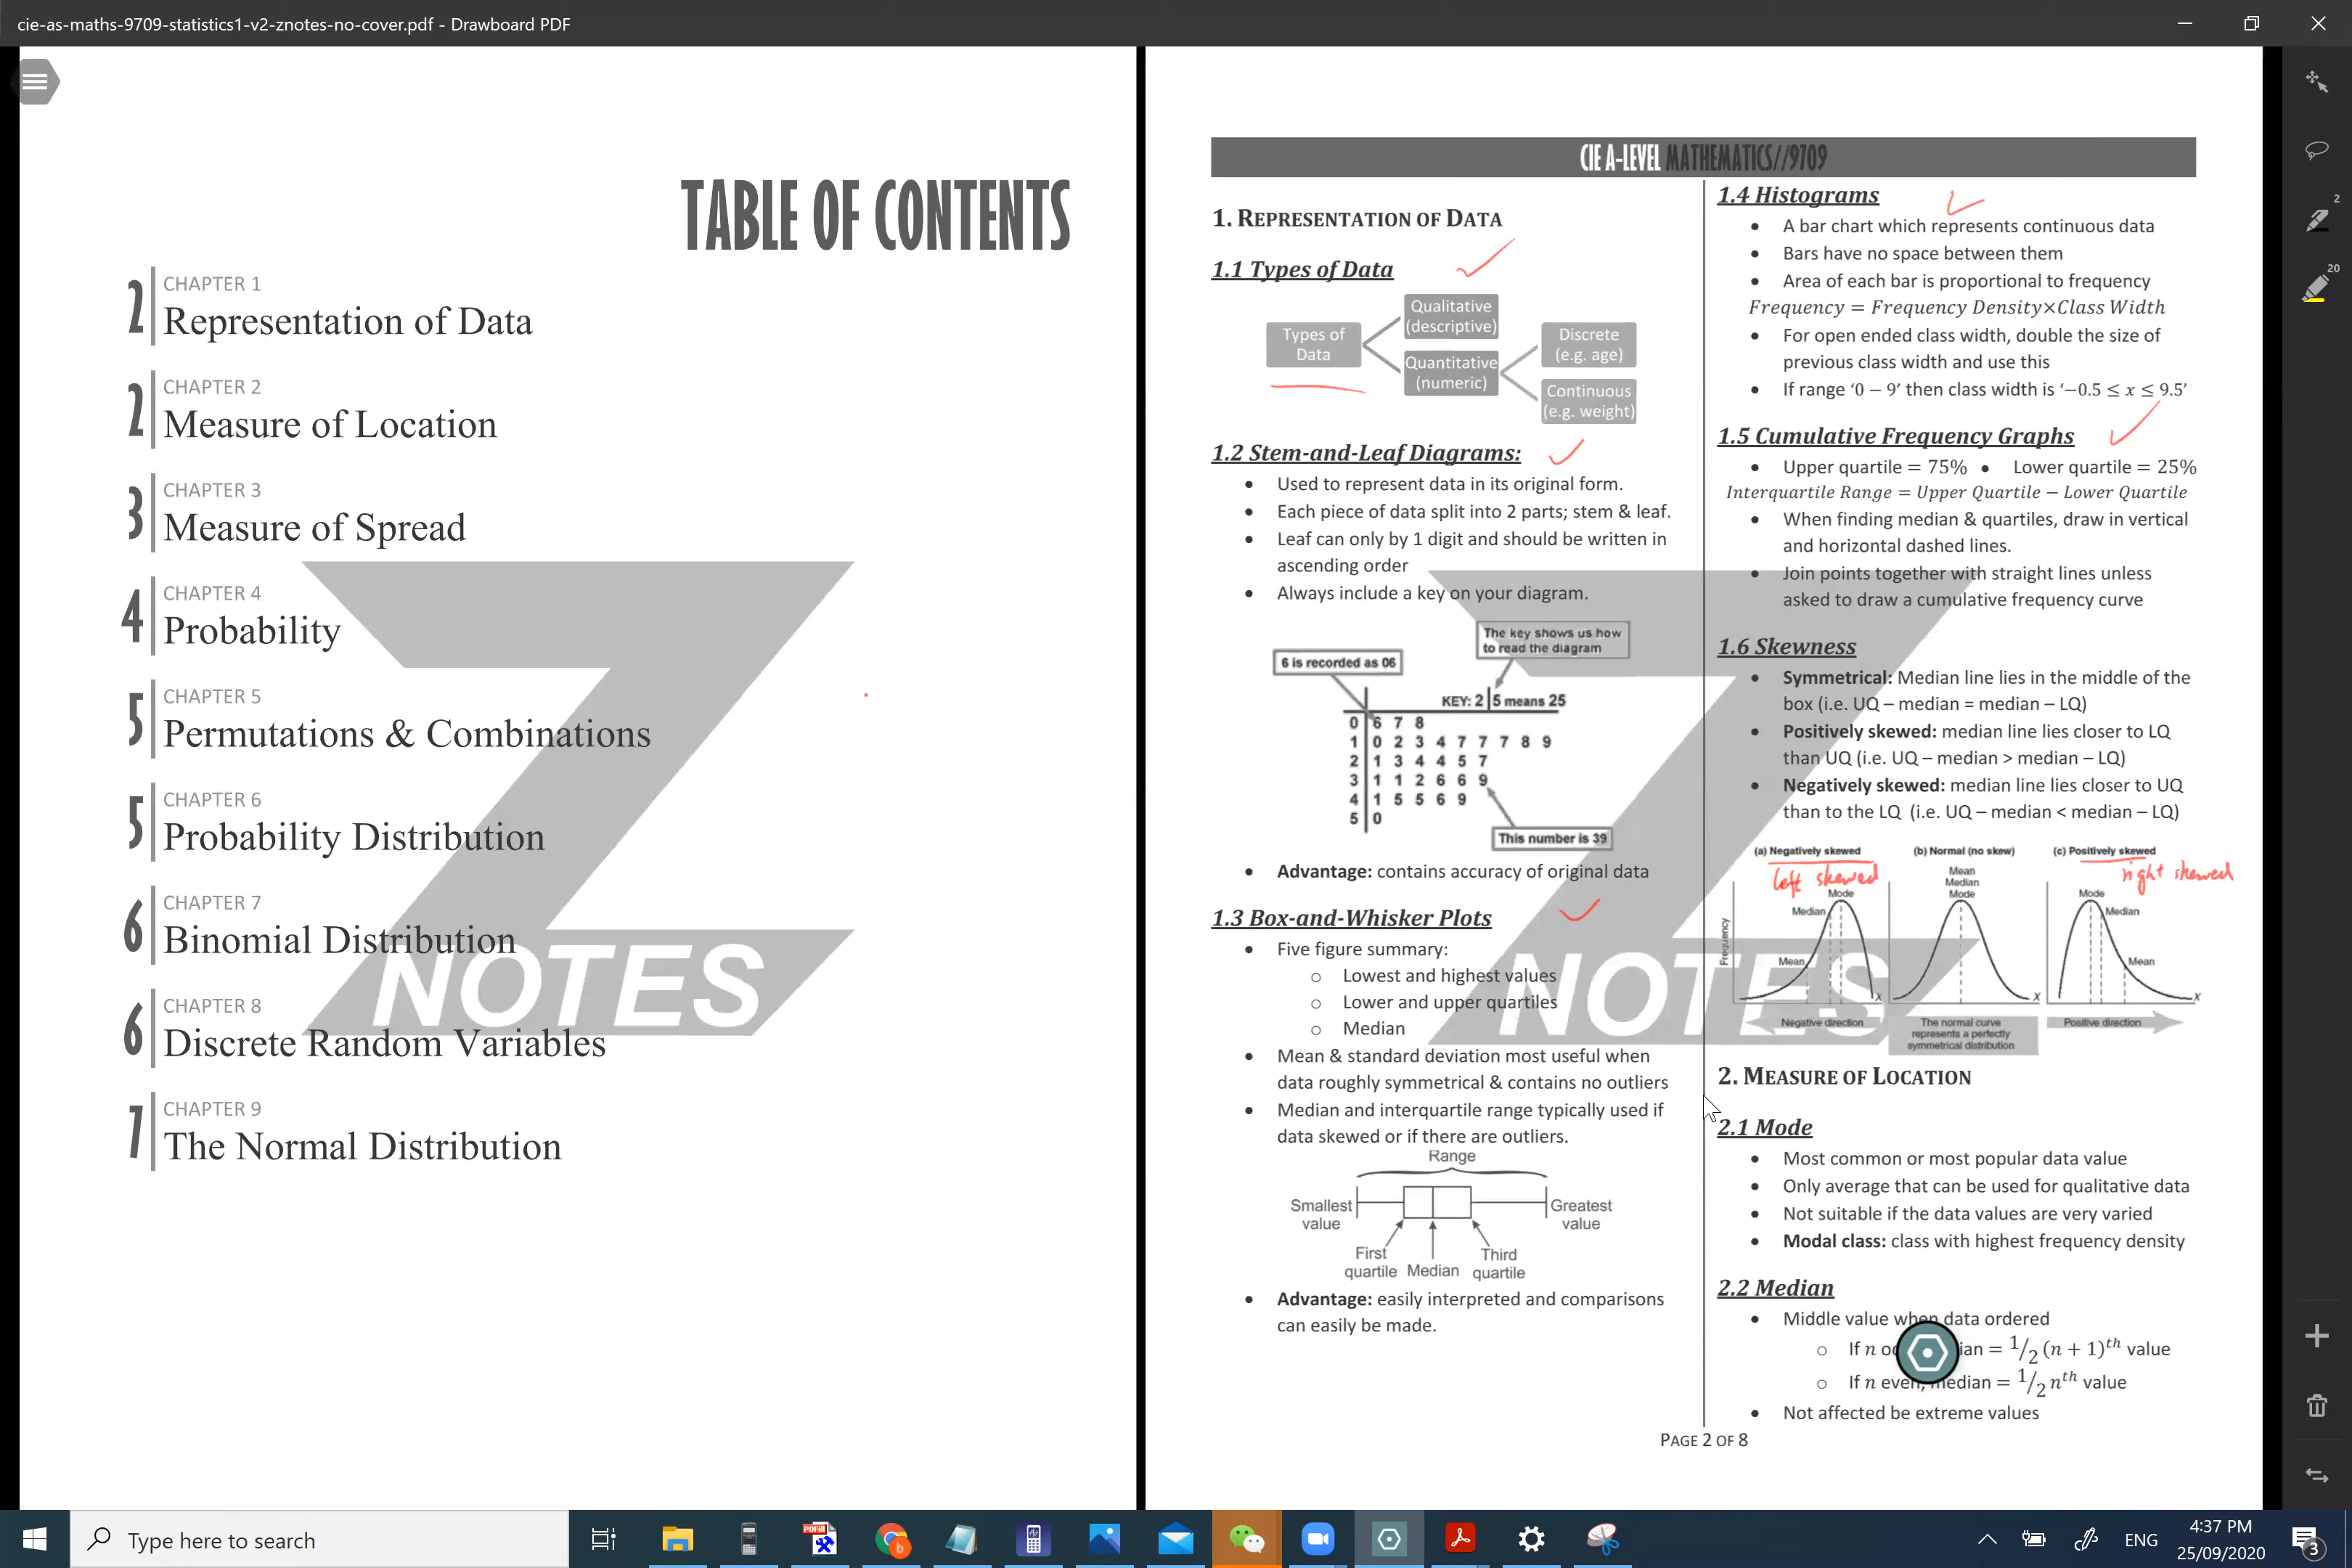 cie-as-maths-9709-statistics1-v2-znotes-no-cover.pdf - Drawboard PDF
TABLE OF CONTENTS
2 CHAPTER 1
Representation of Data
2 CHAPTER 2
Measure of Location
3 CHAPTER 3
Measure of Spread
4 CHAPTER 4
Probability
5 CHAPTER 5
Permutations & Combinations
5 CHAPTER 6
Probability Distribution
6 CHAPTER 7
Binomial Distribution
6 CHAPTER 8
Discrete Random Variables
7 CHAPTER 9
The Normal Distribution
Z
NOTES
CIE A-LEVEL MATHEMATICS//9709
1. REPRESENTATION OF DATA
1.1 Types of Data
Types of
Data
Qualitative
(descriptive)
Quantitative
(numeric)
Discrete
(e.g. age)
Continuous
(e.g. weight)
1.2 Stem-and-Leaf Diagrams:
• Used to represent data in its original form.
• Each piece of data split into 2 parts; stem & leaf.
• Leaf can only by 1 digit and should be written in
ascending order
• Always include a key on your diagram.
The key shows us how
to read the diagram
6 is recorded as 06
KEY: 2|5 means 25
0|6 7 8
1|0 2 3 4 7 7 7 8 9
2|1 3 4 4 5 7
3|1 1 2 6 6 9
4|1 5 5 6 9
5|0
This number is 39
• Advantage: contains accuracy of original data
1.3 Box-and-Whisker Plots
• Five figure summary:
o Lowest and highest values
o Lower and upper quartiles
o Median
• Mean & standard deviation most useful when
data roughly symmetrical & contains no outliers
• Median and interquartile range typically used if
data skewed or if there are outliers.
Range
Smallest
value
Greatest
value
First
quartile
Median
Third
quartile
• Advantage: easily interpreted and comparisons
can easily be made.
1.4 Histograms
• A bar chart which represents continuous data
• Bars have no space between them
• Area of each bar is proportional to frequency
Frequency = Frequency Density×Class Width
• For open ended class width, double the size of
previous class width and use this
• If range ‘0 − 9’ then class width is ‘−0.5 ≤ x ≤ 9.5’
1.5 Cumulative Frequency Graphs
• Upper quartile = 75% • Lower quartile = 25%
Interquartile Range = Upper Quartile − Lower Quartile
• When finding median & quartiles, draw in vertical
and horizontal dashed lines.
• Join points together with straight lines unless
asked to draw a cumulative frequency curve
1.6 Skewness
• Symmetrical: Median line lies in the middle of the
box (i.e. UQ – median = median – LQ)
• Positively skewed: median line lies closer to LQ
than UQ (i.e. UQ – median > median – LQ)
• Negatively skewed: median line lies closer to UQ
than to the LQ (i.e. UQ – median < median – LQ)
(a) Negatively skewed
left skewed
Mode
Median
Mean
Frequency
X
Negative direction
(b) Normal (no skew)
Mean
Median
Mode
X
The normal curve
represents a perfectly
symmetrical distribution
(c) Positively skewed
right skewed
Mode
Median
Mean
X
Positive direction
Z
NOTES
2. MEASURE OF LOCATION
2.1 Mode
• Most common or most popular data value
• Only average that can be used for qualitative data
• Not suitable if the data values are very varied
• Modal class: class with highest frequency density
2.2 Median
• Middle value when data ordered
o If n ian = 1/2 (n + 1)th value
o If n even, median = 1/2 nth value
• Not affected be extreme values
PAGE 2 OF 8
2
20
Type here to search
PDFill
b
ENG
4:37 PM
25/09/2020
3